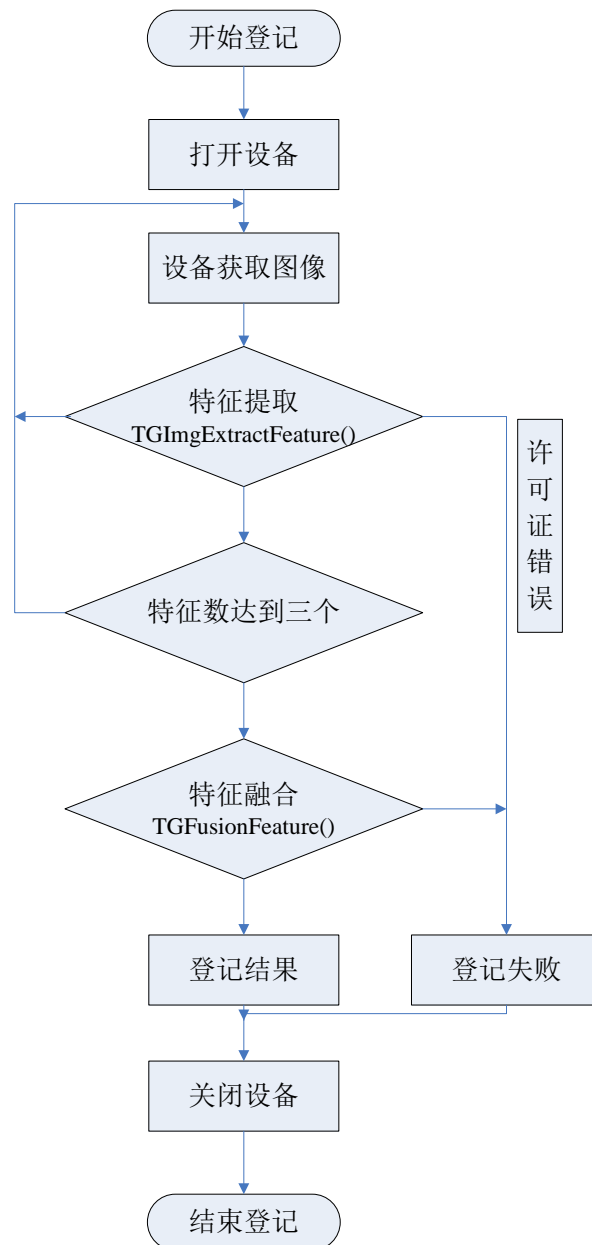 开始登记
打开设备
设备获取图像
特征提取
TGImgExtractFeature()
许
可
证
错
误
特征数达到三个
特征融合
TGFusionFeature()
登记结果
登记失败
关闭设备
结束登记